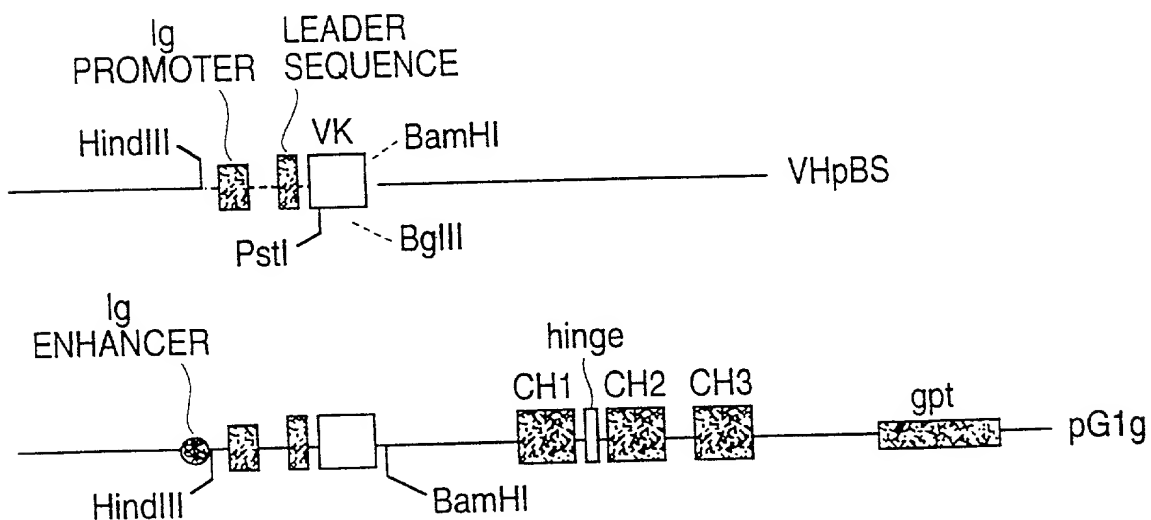 Ig
PROMOTER
LEADER
SEQUENCE
HindIII
VK
BamHI
VHpBS
PstI
BglII
Ig
ENHANCER
hinge
CH1
CH2
CH3
gpt
pG1g
HindIII
BamHI